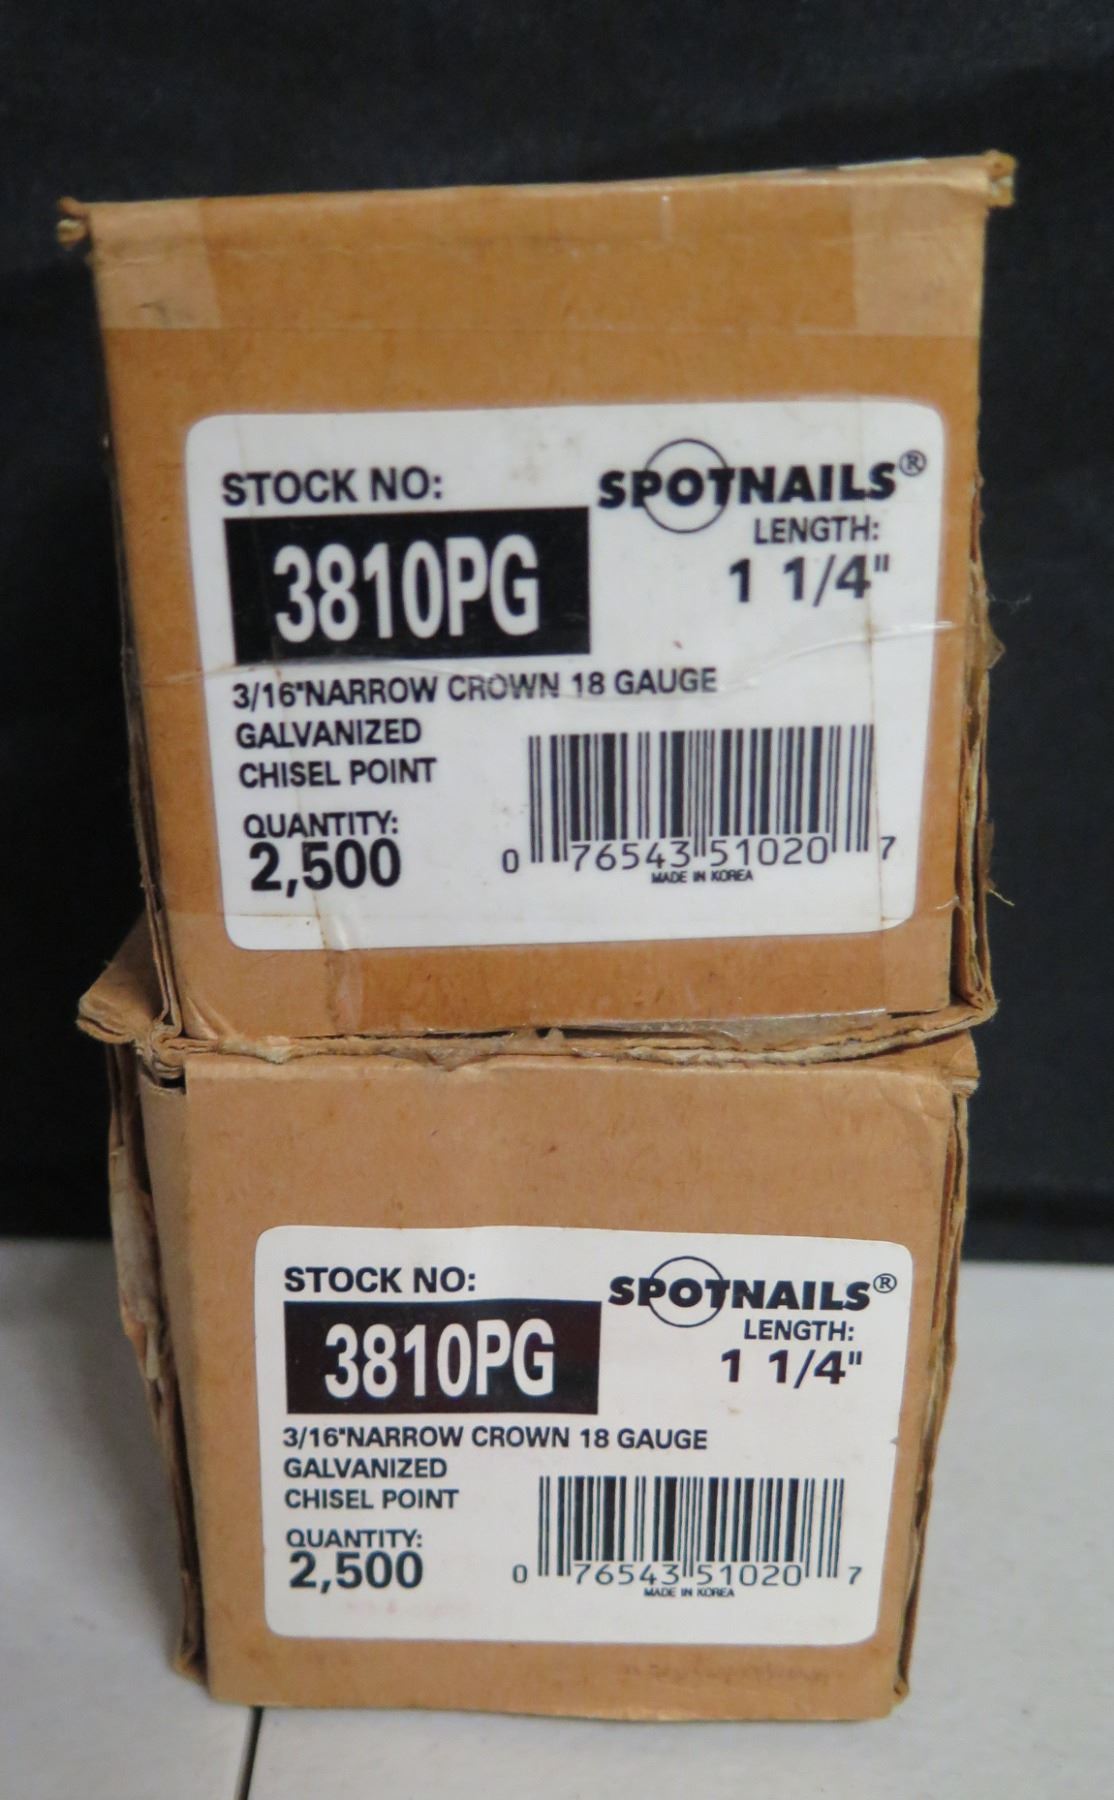 STOCK NO:
SPOTNAILS®
3810PG
LENGTH:
1 1/4"
3/16"NARROW CROWN 18 GAUGE
GALVANIZED
CHISEL POINT
QUANTITY:
2,500
0 76543 51020 7
MADE IN KOREA
STOCK NO:
SPOTNAILS®
3810PG
LENGTH:
1 1/4"
3/16"NARROW CROWN 18 GAUGE
GALVANIZED
CHISEL POINT
QUANTITY:
2,500
0 76543 51020 7
MADE IN KOREA